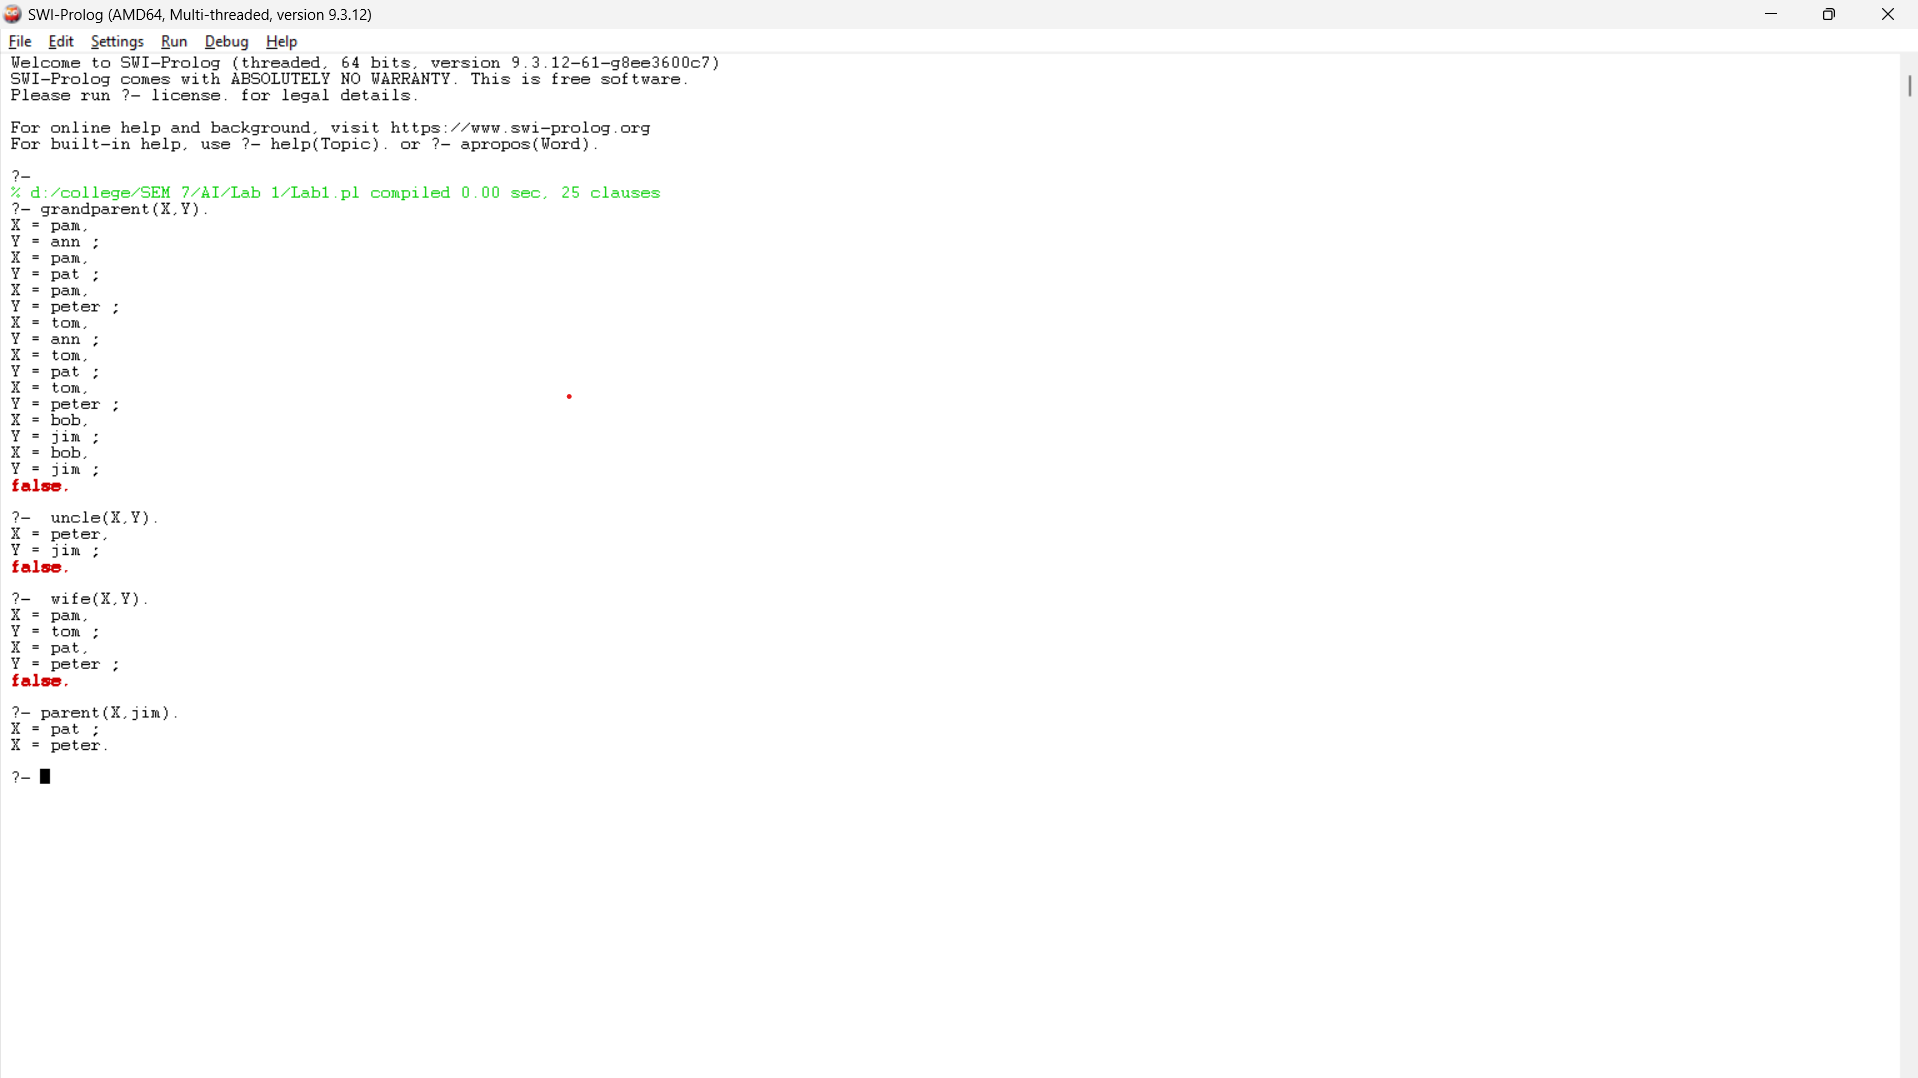 SWI-Prolog (AMD64, Multi-threaded, version 9.3.12)
File Edit Settings Run Debug Help
Welcome to SWI-Prolog (threaded, 64 bits, version 9.3.12-61-g8ee3600c7)
SWI-Prolog comes with ABSOLUTELY NO WARRANTY. This is free software.
Please run ?- license. for legal details.
For online help and background, visit https://www.swi-prolog.org
For built-in help, use ?- help(Topic). or ?- apropos(Word).
?-
% d:/college/SEM 7/AI/Lab 1/Lab1.pl compiled 0.00 sec, 25 clauses
?- grandparent(X,Y).
X = pam,
Y = ann ;
X = pam,
Y = pat ;
X = pam,
Y = peter ;
X = tom,
Y = ann ;
X = tom,
Y = pat ;
X = tom,
Y = peter ;
X = bob,
Y = jim ;
X = bob,
Y = jim ;
false.
?-  uncle(X,Y).
X = peter,
Y = jim ;
false.
?-  wife(X,Y).
X = pam,
Y = tom ;
X = pat,
Y = peter ;
false.
?- parent(X,jim).
X = pat ;
X = peter.
?-